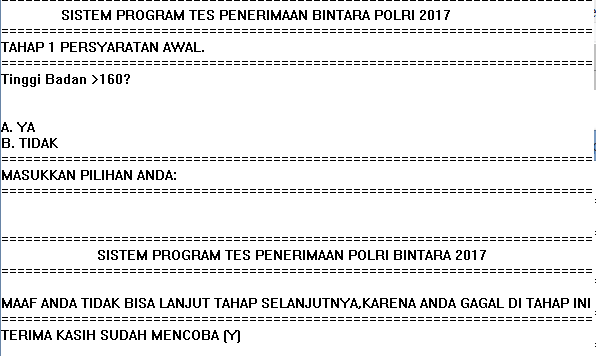 =====================================================================
SISTEM PROGRAM TES PENERIMAAN BINTARA POLRI 2017
=====================================================================
TAHAP 1 PERSYARATAN AWAL.
=====================================================================
Tinggi Badan >160?
A. YA
B. TIDAK
=====================================================================
MASUKKAN PILIHAN ANDA:
=====================================================================
=====================================================================
SISTEM PROGRAM TES PENERIMAAN POLRI BINTARA 2017
=====================================================================
MAAF ANDA TIDAK BISA LANJUT TAHAP SELANJUTNYA,KARENA ANDA GAGAL DI TAHAP INI
=====================================================================
TERIMA KASIH SUDAH MENCOBA (Y)